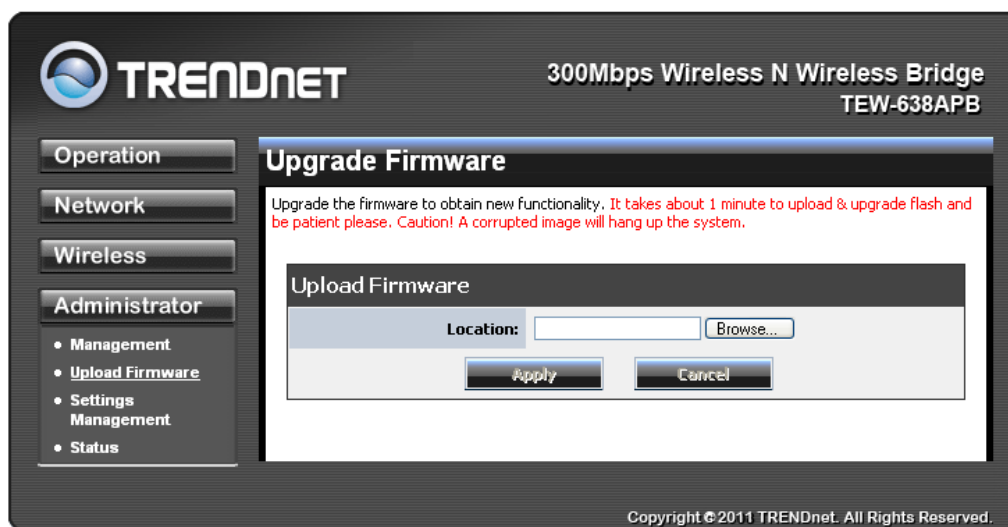 TRENDNET
300Mbps Wireless N Wireless Bridge
TEW-638APB
Operation
Network
Wireless
Administrator
• Management
• Upload Firmware
• Settings
Management
• Status
Upgrade Firmware
Upgrade the firmware to obtain new functionality. It takes about 1 minute to upload & upgrade flash and
be patient please. Caution! A corrupted image will hang up the system.
Upload Firmware
Location:
Browse...
Apply
Cancel
Copyright © 2011 TRENDnet. All Rights Reserved.